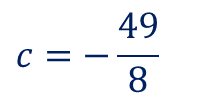 c = − 49/8